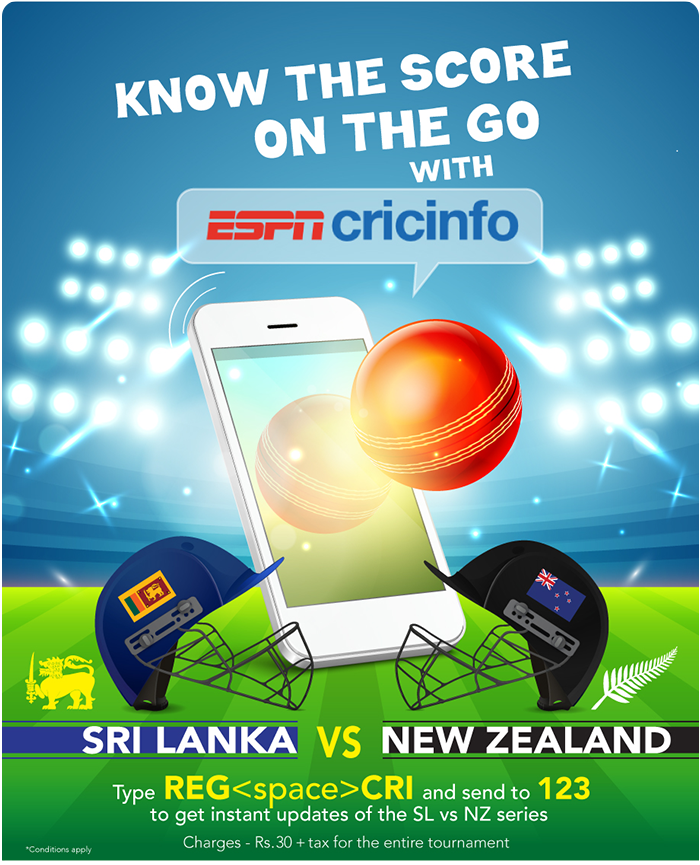 KNOW THE SCORE
ON THE GO
WITH
ESPN cricinfo
SRI LANKA VS NEW ZEALAND
Type REG<space>CRI and send to 123
to get instant updates of the SL vs NZ series
Charges - Rs.30 + tax for the entire tournament
*Conditions apply